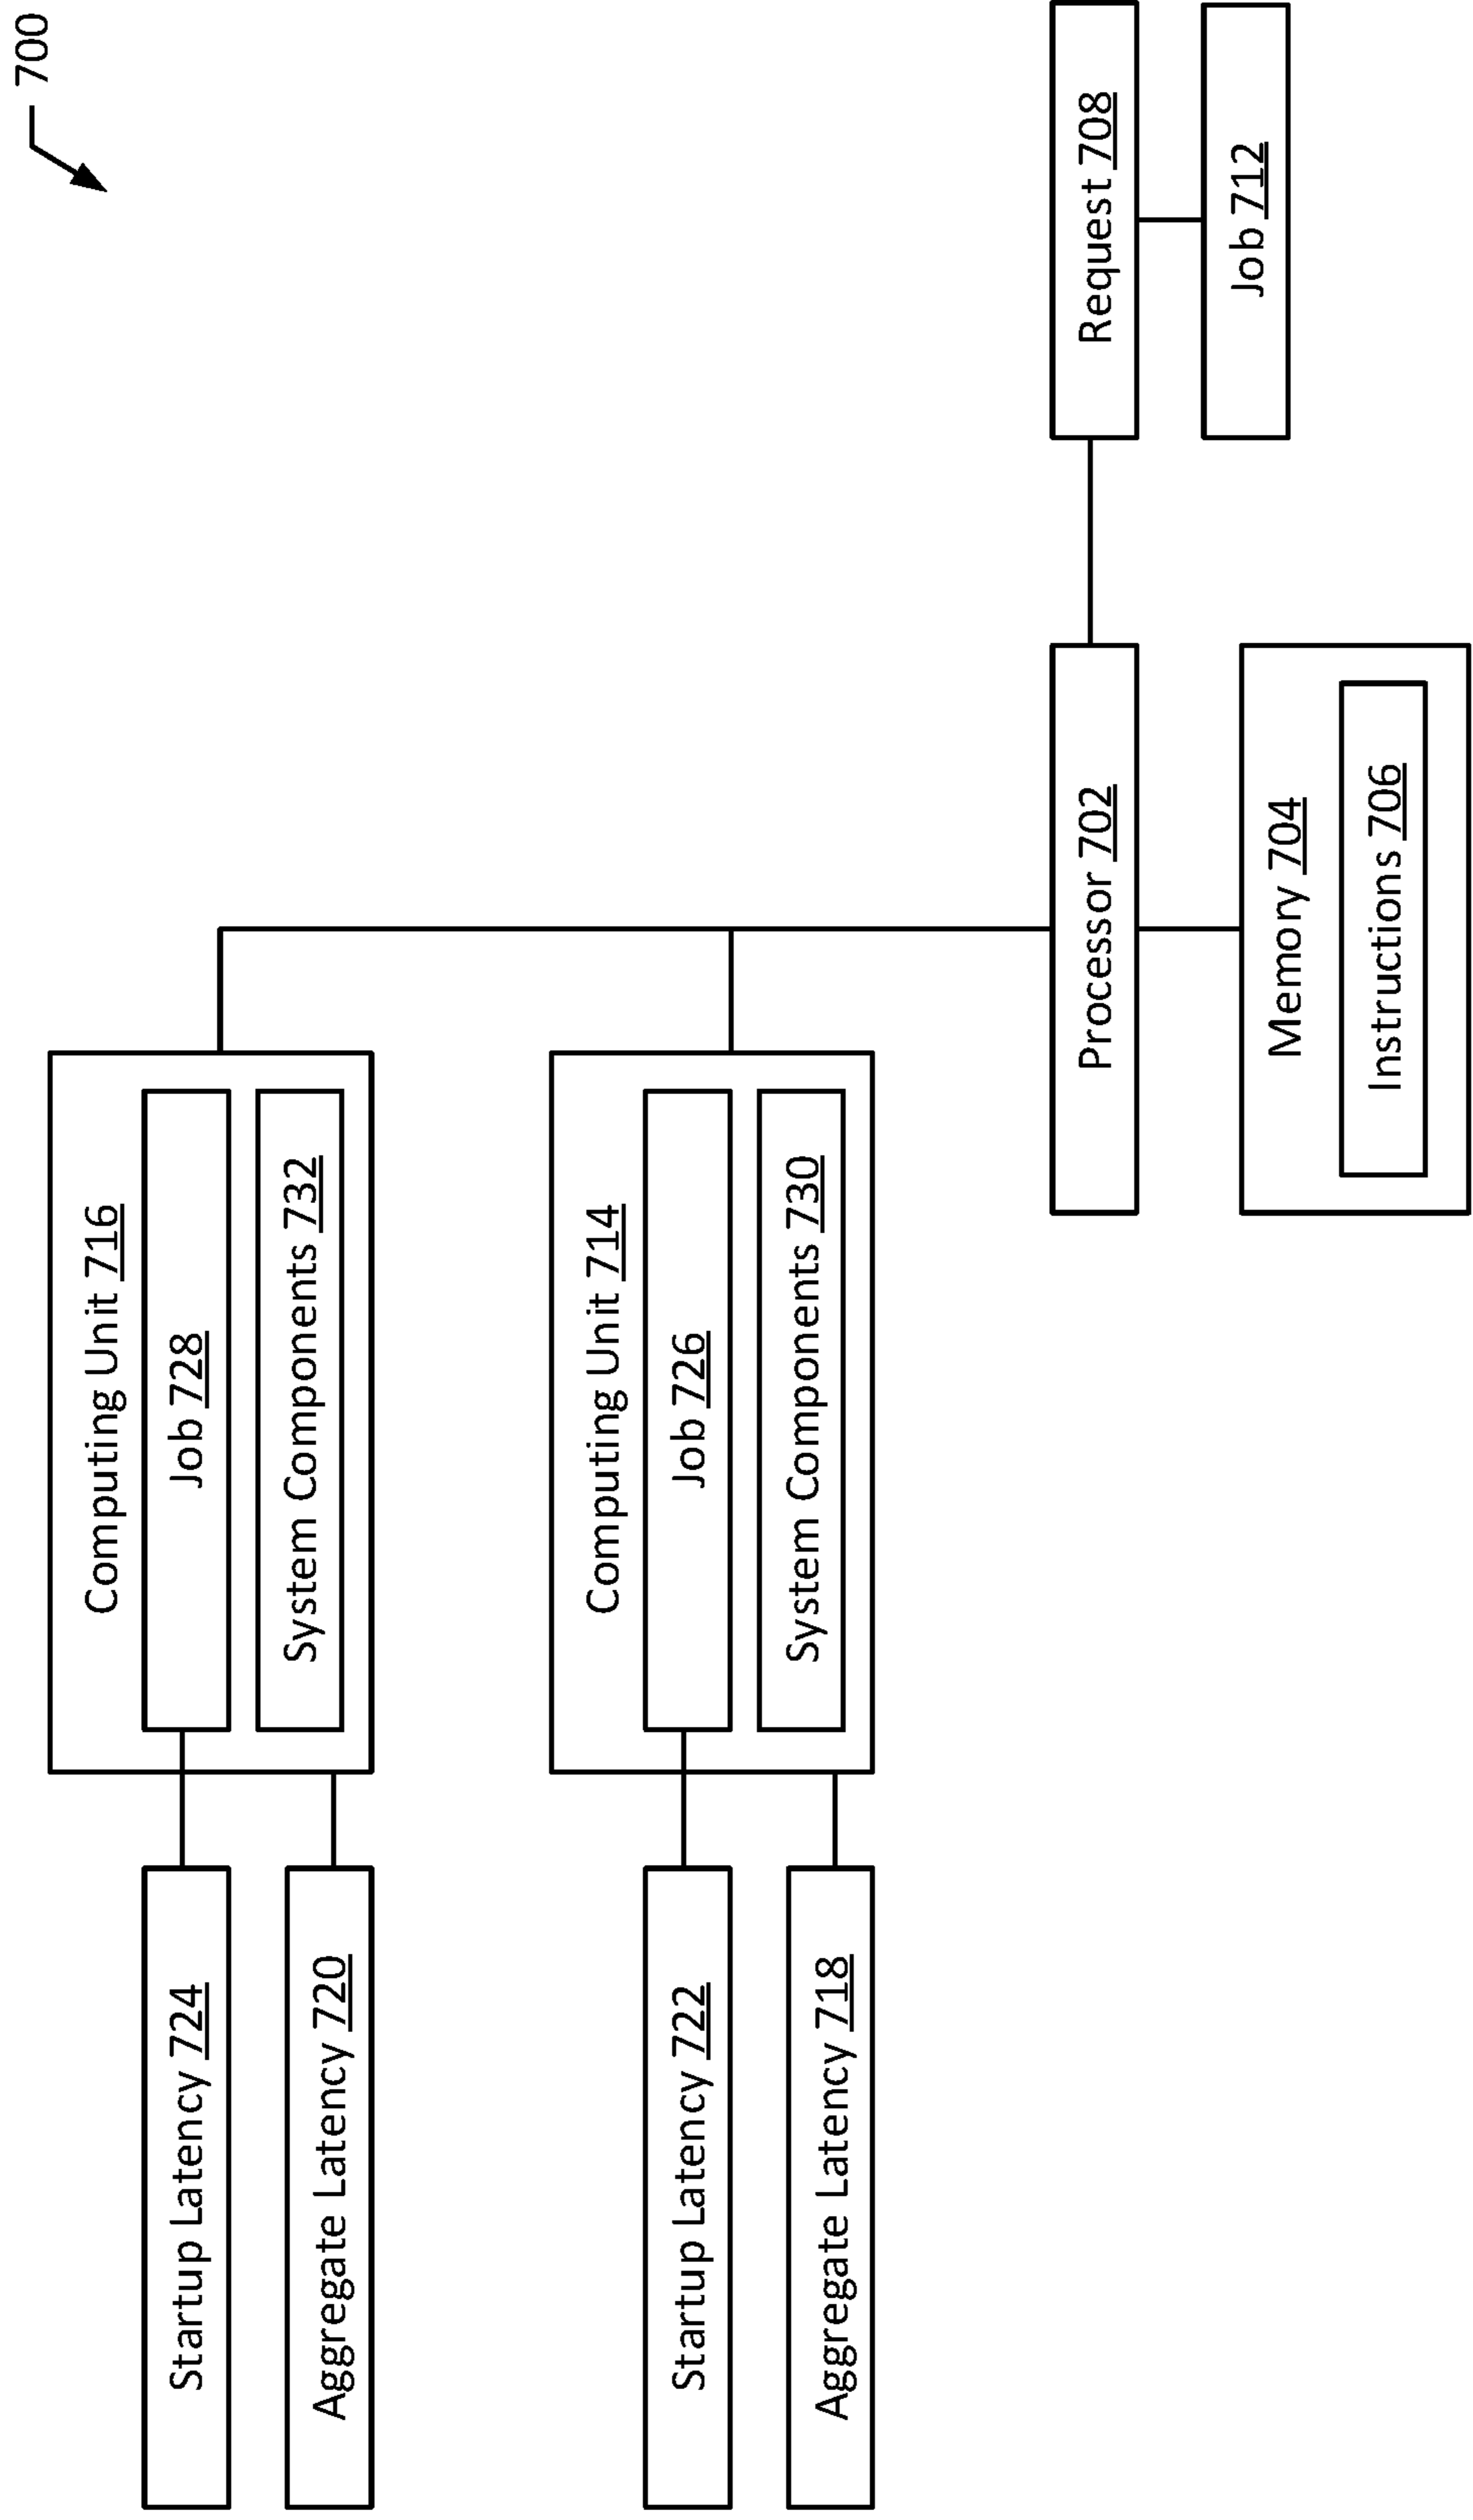 700
Startup Latency 724
Aggregate Latency 720
Computing Unit 716
Job 728
System Components 732
Startup Latency 722
Aggregate Latency 718
Computing Unit 714
Job 726
System Components 730
Processor 702
Request 708
Job 712
Memory 704
Instructions 706